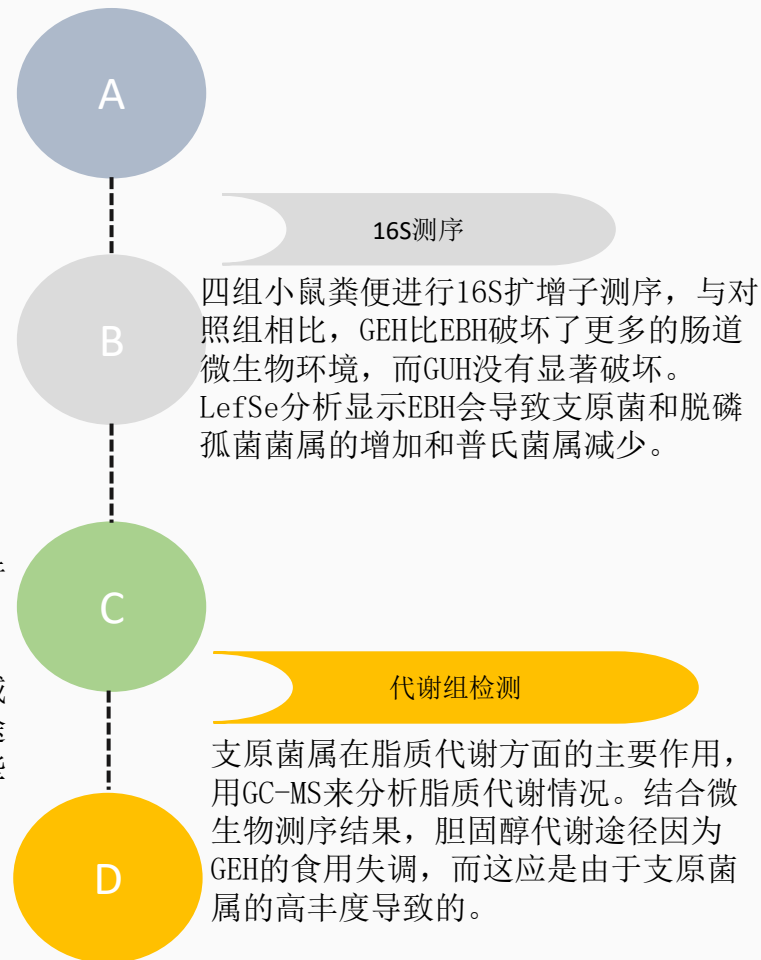 A
16S测序
B
四组小鼠粪便进行16S扩增子测序，与对
照组相比，GEH比EBH破坏了更多的肠道
微生物环境，而GUH没有显著破坏。
LefSe分析显示EBH会导致支原菌和脱磷
孤菌菌属的增加和普氏菌属减少。
C
代谢组检测
支原菌属在脂质代谢方面的主要作用，
用GC-MS来分析脂质代谢情况。结合微
生物测序结果，胆固醇代谢途径因为
GEH的食用失调，而这应是由于支原菌
属的高丰度导致的。
D